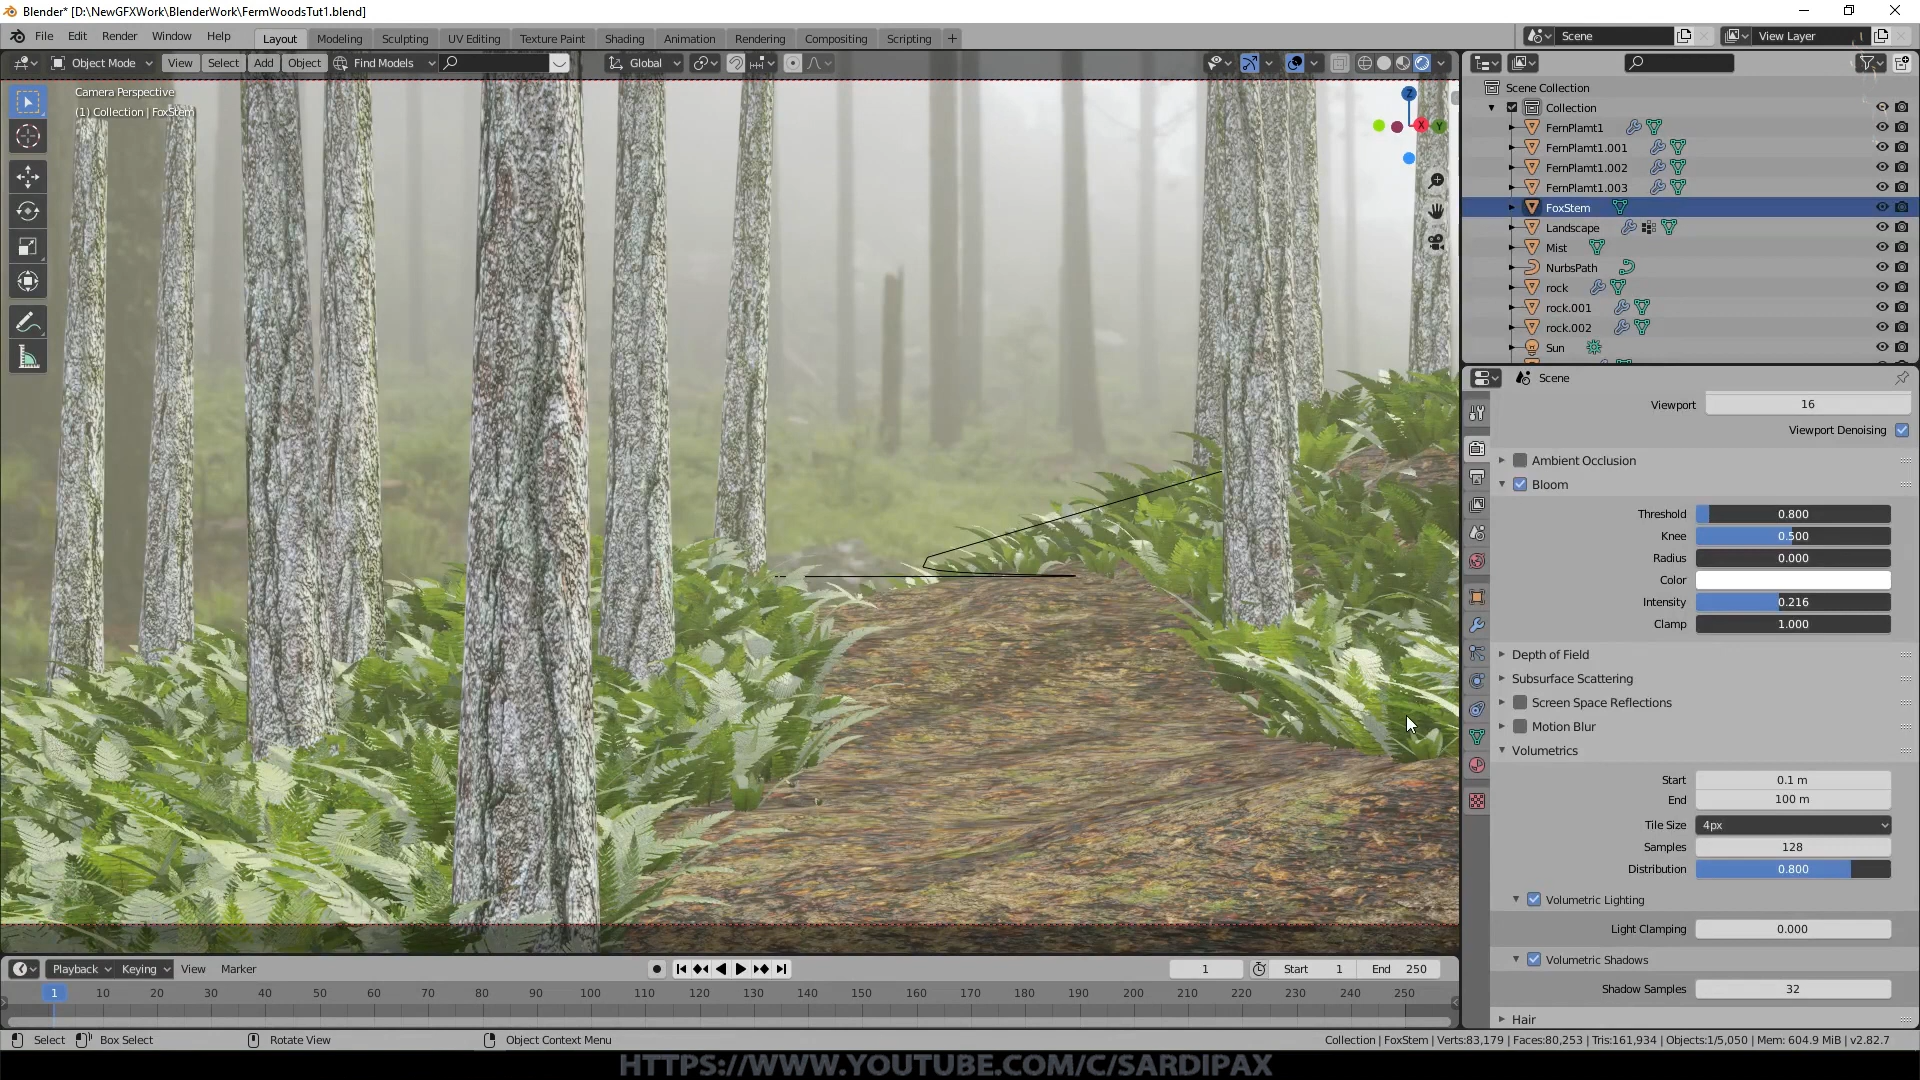 Blender* [D:\NewGFXWork\BlenderWork\FermWoodsTut1.blend]
File Edit Render Window Help Layout Modeling Sculpting UV Editing Texture Paint Shading Animation Rendering Compositing Scripting + Scene View Layer
Object Mode View Select Add Object Find Models Global
Camera Perspective
(1) Collection | FoxStem
Z
X Y
Scene Collection
Collection
FernPlamt1
FernPlamt1.001
FernPlamt1.002
FernPlamt1.003
FoxStem
Landscape
Mist
NurbsPath
rock
rock.001
rock.002
Sun
Scene
Viewport 16
Viewport Denoising
Ambient Occlusion
Bloom
Threshold 0.800
Knee 0.500
Radius 0.000
Color
Intensity 0.216
Clamp 1.000
Depth of Field
Subsurface Scattering
Screen Space Reflections
Motion Blur
Volumetrics
Start 0.1 m
End 100 m
Tile Size 4px
Samples 128
Distribution 0.800
Volumetric Lighting
Light Clamping 0.000
Volumetric Shadows
Shadow Samples 32
Hair
Playback Keying View Marker 1 Start 1 End 250
1 10 20 30 40 50 60 70 80 90 100 110 120 130 140 150 160 170 180 190 200 210 220 230 240 250
Select Box Select Rotate View Object Context Menu Collection | FoxStem | Verts:83,179 | Faces:80,253 | Tris:161,934 | Objects:1/5,050 | Mem: 604.9 MiB | v2.82.7
HTTPS://WWW.YOUTUBE.COM/C/SARDIPAX